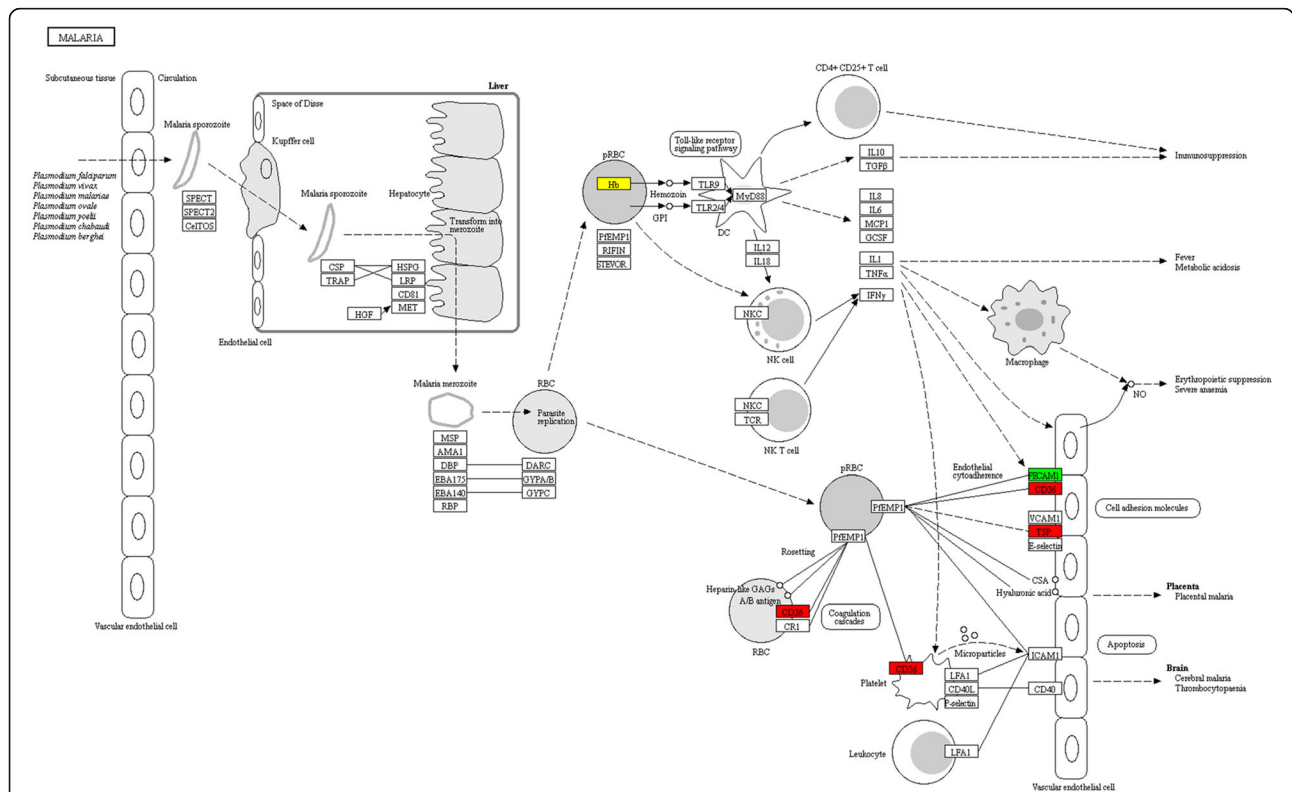 MALARIA
Subcutaneous tissue
Circulation
Malaria sporozoite
Plasmodium falciparum
Plasmodium vivax
Plasmodium malariae
Plasmodium ovale
Plasmodium yoelii
Plasmodium chabaudi
Plasmodium berghei
SPECT
SPECT2
CelTOS
Vascular endothelial cell
Liver
Space of Disse
Kupffer cell
Malaria sporozoite
Hepatocyte
Transform into
merozoite
CSP
TRAP
HSPG
LRP
CD81
MET
HGF
Endothelial cell
Malaria merozoite
MSP
AMA1
DBP
EBA175
EBA140
RBP
DARC
GYPA/B
GYPC
RBC
Parasite
replication
pRBC
Hb
Hemozoin
GPI
PfEMP1
RIFIN
STEVOR
Toll-like receptor
signaling pathway
TLR9
TLR2/4
MyD88
DC
IL12
IL18
CD4+ CD25+ T cell
IL10
TGFβ
Immunosuppression
IL8
IL6
MCP1
GCSF
IL1
TNFα
IFNγ
Fever
Metabolic acidosis
NKC
NK cell
NKC
TCR
NK T cell
Macrophage
NO
Erythropoietic suppression
Severe anaemia
pRBC
PfEMP1
PfEMP1
Endothelial
cytoadherence
PECAM1
CD36
VCAM1
TSP
E-selectin
Cell adhesion molecules
Rosetting
Heparin like GAGs
A/B antigen
CD36
CR1
RBC
Coagulation
cascades
CSA
Hyaluronic acid
Placenta
Placental malaria
Microparticles
ICAM1
Apoptosis
CD36
Platelet
LFA1
CD40L
P-selectin
CD40
Brain
Cerebral malaria
Thrombocytopaenia
Leukocyte
LFA1
Vascular endothelial cell